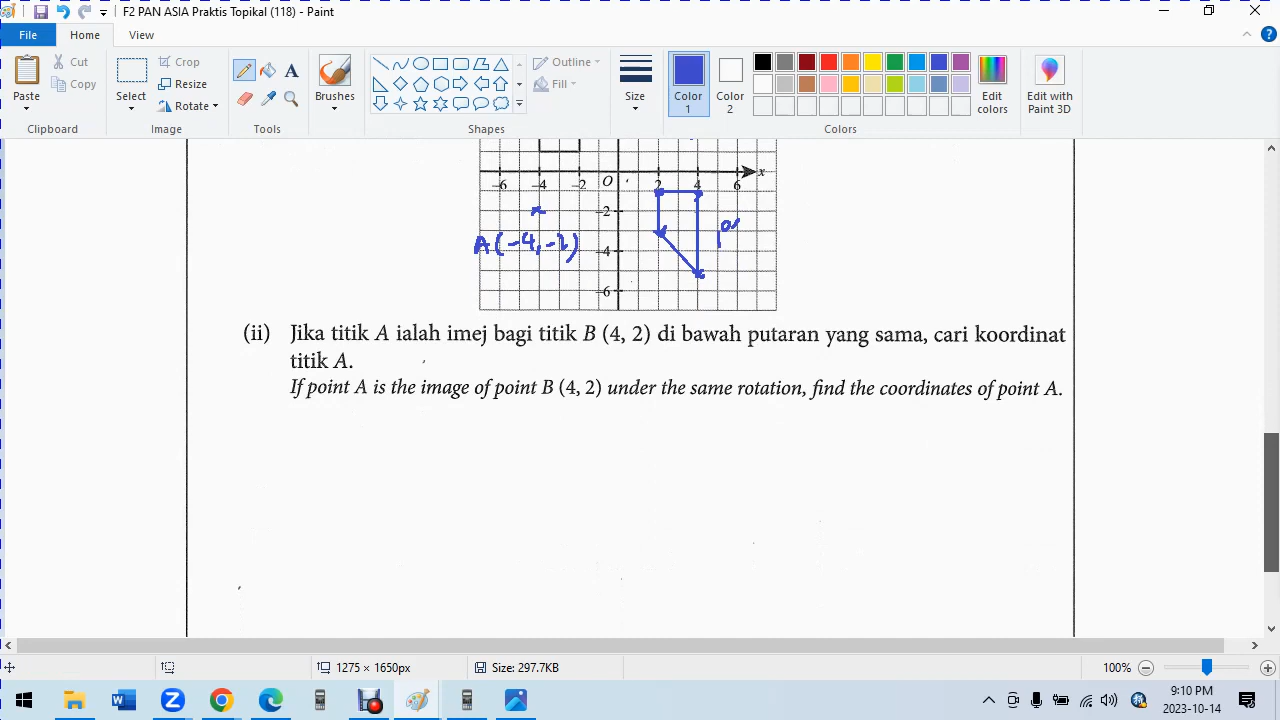 F2 PAN ASIA Praktis Topikal (118) - Paint
File Home View
Cut Crop Outline
Copy Resize Fill
Paste Select Rotate Brushes Size Color 1 Color 2 Edit colors Edit with Paint 3D
Clipboard Image Tools Shapes Colors
x
-6 -4 -2 O 2 4 6
-2
A(-4,-2) -4
-6
(ii) Jika titik A ialah imej bagi titik B (4, 2) di bawah putaran yang sama, cari koordinat
titik A.
If point A is the image of point B (4, 2) under the same rotation, find the coordinates of point A.
1275 × 1650px Size: 297.7KB 100%
9:10 PM
2023-10-14